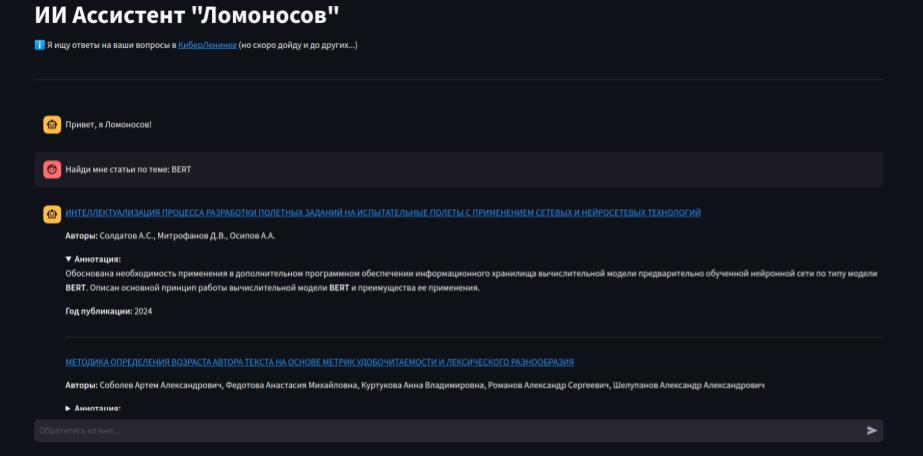 ИИ Ассистент "Ломоносов"
i Я ищу ответы на ваши вопросы в КиберЛенинке (но скоро дойду и до других...)
Привет, я Ломоносов!
Найди мне статьи по теме: BERT
ИНТЕЛЛЕКТУАЛИЗАЦИЯ ПРОЦЕССА РАЗРАБОТКИ ПОЛЕТНЫХ ЗАДАНИЙ НА ИСПЫТАТЕЛЬНЫЕ ПОЛЕТЫ С ПРИМЕНЕНИЕМ СЕТЕВЫХ И НЕЙРОСЕТЕВЫХ ТЕХНОЛОГИЙ
Авторы: Солдатов А.С., Митрофанов Д.В., Осипов А.А.
▼ Аннотация:
Обоснована необходимость применения в дополнительном программном обеспечении информационного хранилища вычислительной модели предварительно обученной нейронной сети по типу модели
BERT. Описан основной принцип работы вычислительной модели BERT и преимущества ее применения.
Год публикации: 2024
МЕТОДИКА ОПРЕДЕЛЕНИЯ ВОЗРАСТА АВТОРА ТЕКСТА НА ОСНОВЕ МЕТРИК УДОБОЧИТАЕМОСТИ И ЛЕКСИЧЕСКОГО РАЗНООБРАЗИЯ
Авторы: Соболев Артем Александрович, Федотова Анастасия Михайловна, Куртукова Анна Владимировна, Романов Александр Сергеевич, Шелупанов Александр Александрович
▶ Аннотация:
Обратитесь ко мне...